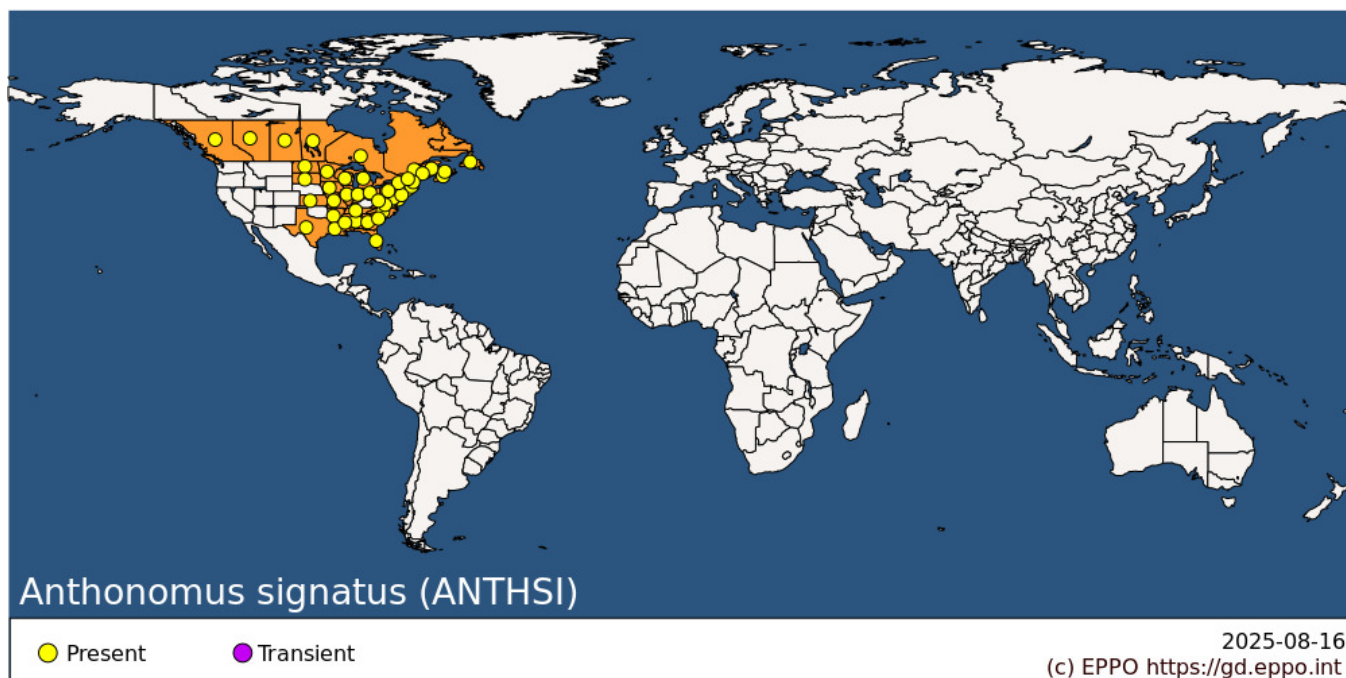 Anthonomus signatus (ANTHSI)
Present
Transient
2025-08-16
(c) EPPO https://gd.eppo.int